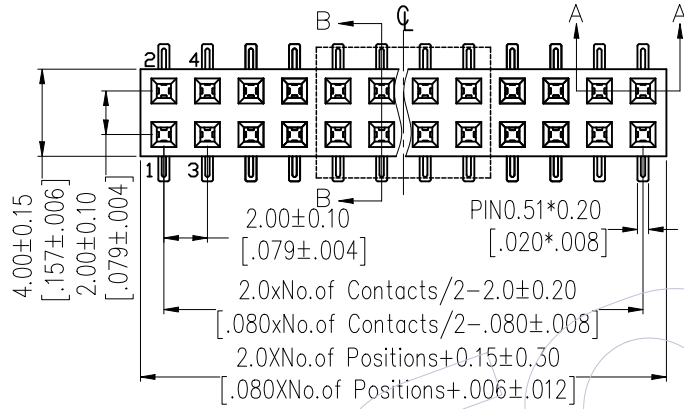 B
℄
A
A
2
4
1
3
B
4.00±0.15
[.157±.006]
2.00±0.10
[.079±.004]
2.00±0.10
[.079±.004]
PIN0.51*0.20
[.020*.008]
2.0xNo.of Contacts/2-2.0±0.20
[.080xNo.of Contacts/2-.080±.008]
2.0XNo.of Positions+0.15±0.30
[.080XNo.of Positions+.006±.012]